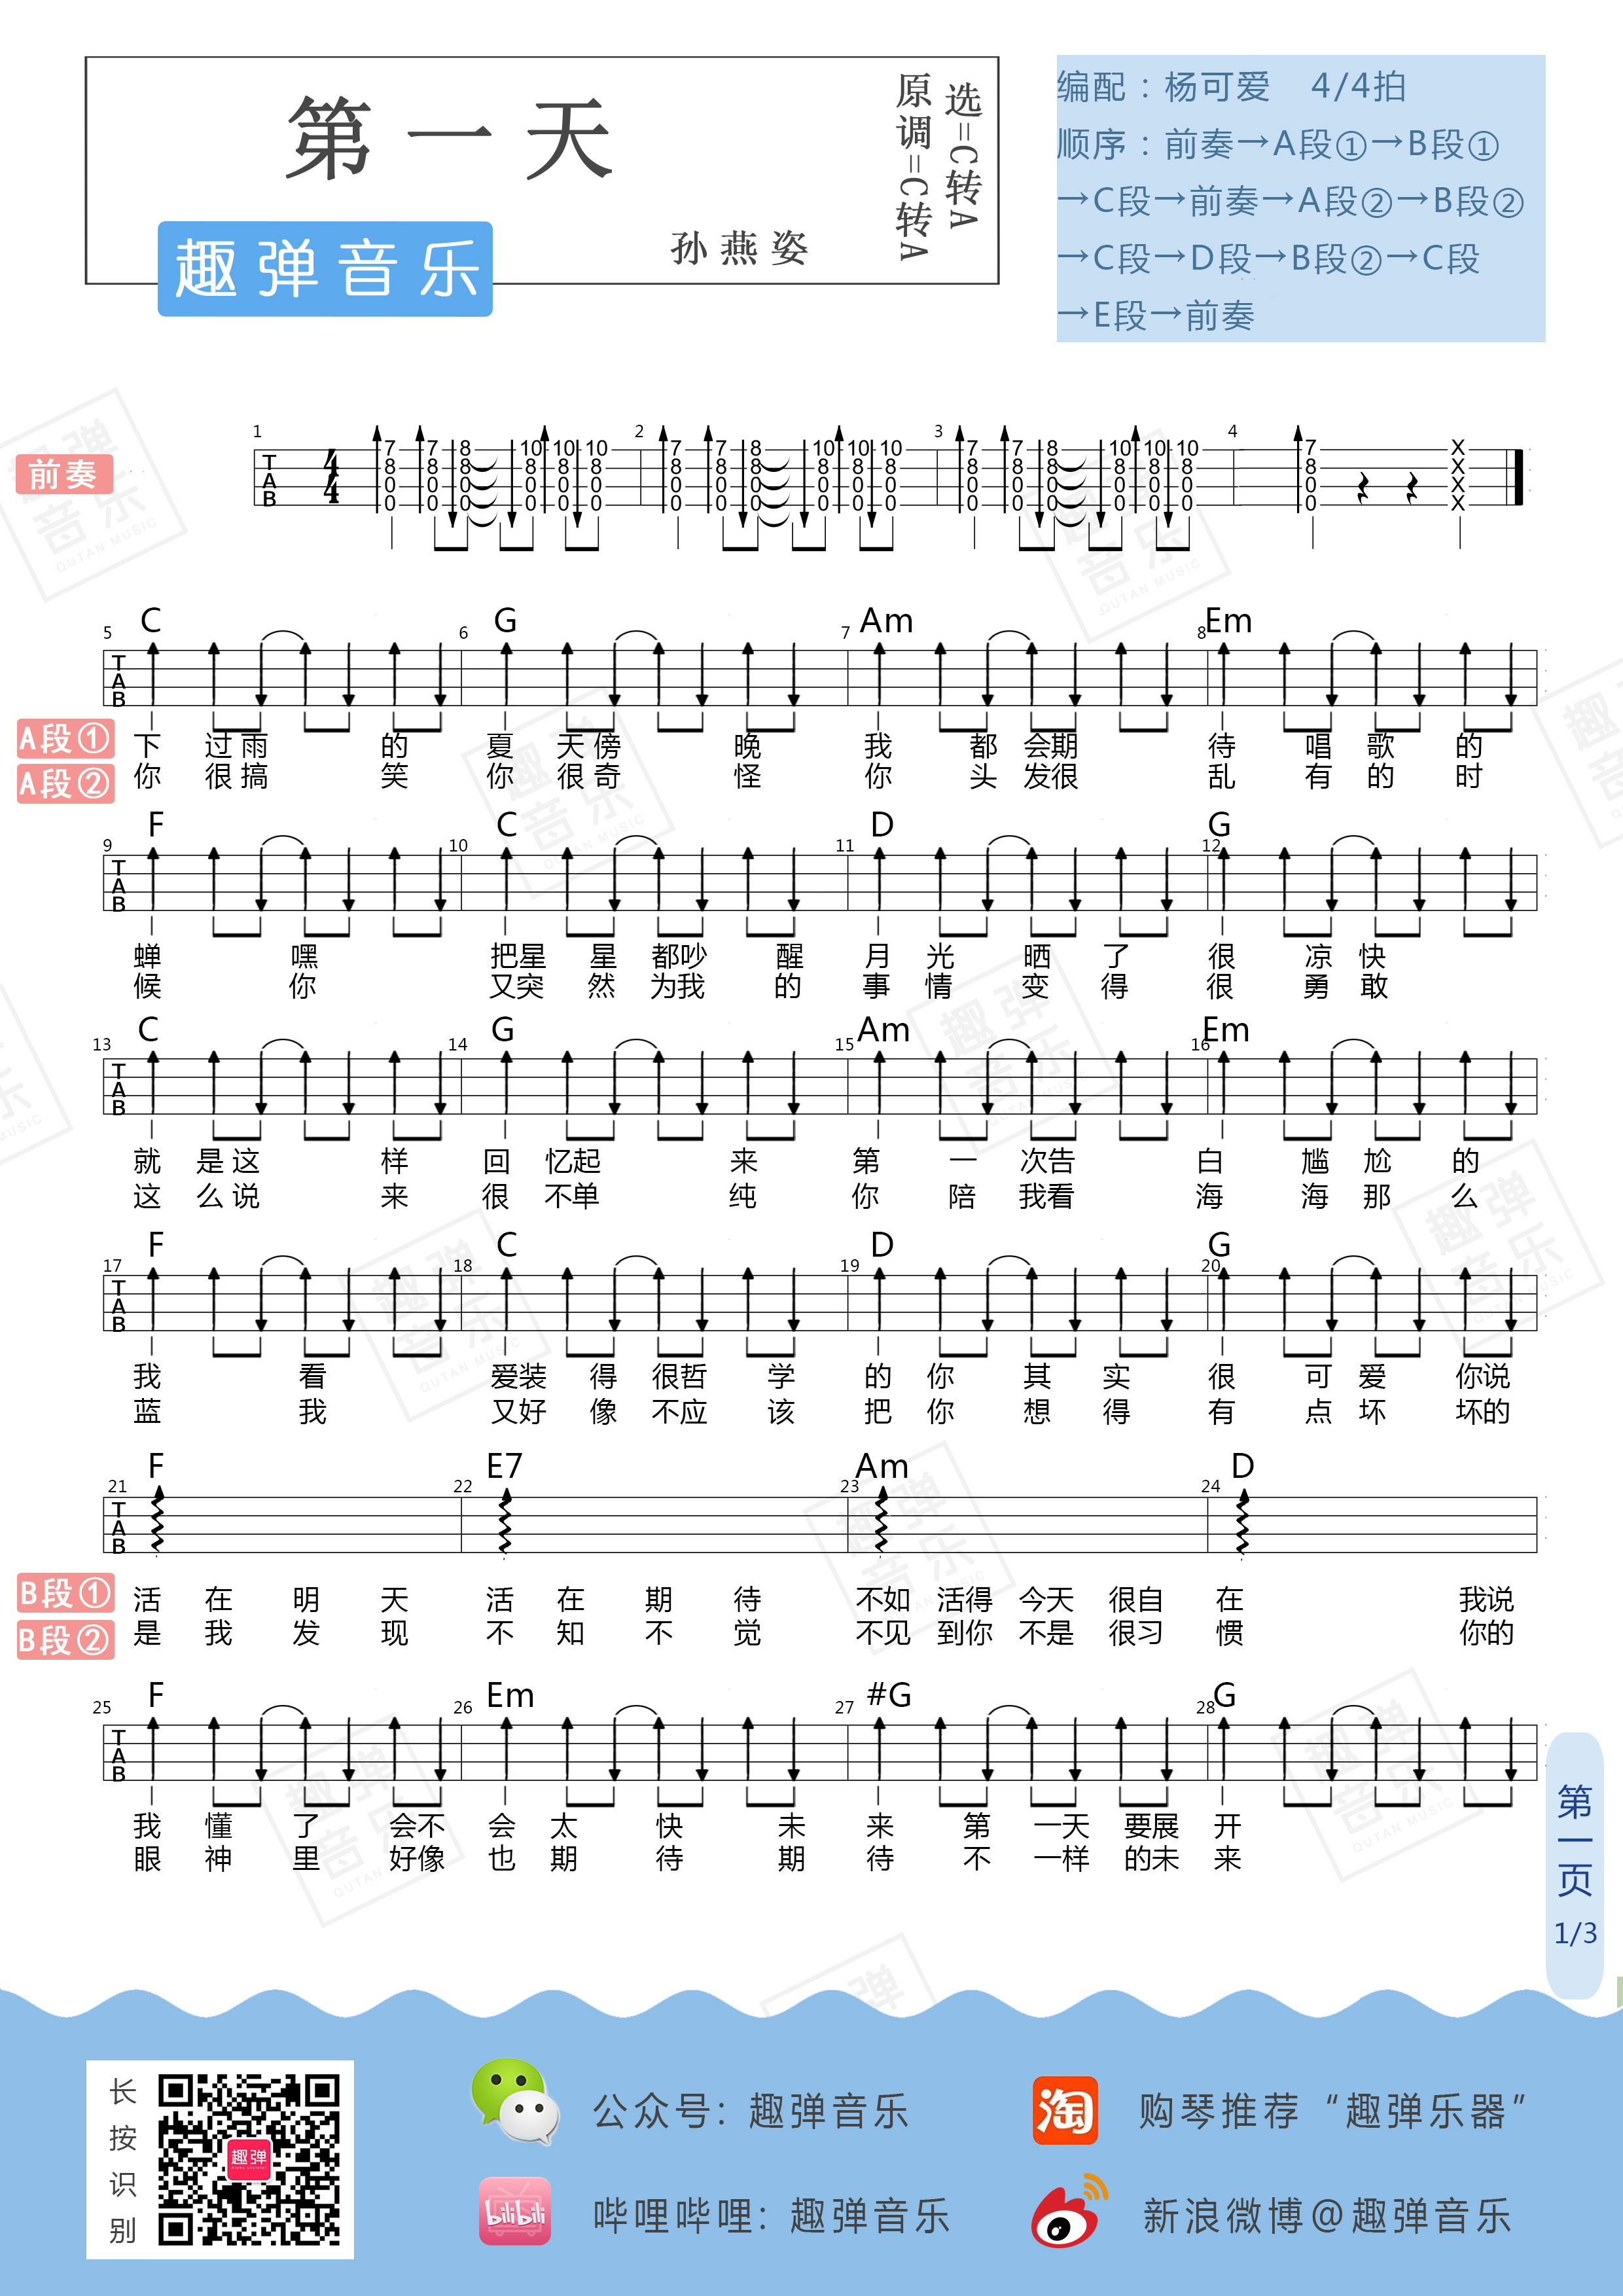 第一天
趣弹音乐
孙燕姿
原调=C转A
选=C转A
编配：杨可爱 4/4拍
顺序：前奏→A段①→B段①
→C段→前奏→A段②→B段②
→C段→D段→B段②→C段
→E段→前奏
前奏
1 2 3 4
T A B 4/4
7 7 8 10 10 10 7 7 8 10 10 10 7 7 8 10 10 10 7 X
8 8 8 8 8 8 8 8 8 8 8 8 8 8 8 8 8 8 8 X
0 0 0 0 0 0 0 0 0 0 0 0 0 0 0 0 0 0 0 X
0 0 0 0 0 0 0 0 0 0 0 0 0 0 0 0 0 0 0 X
C G Am Em
5 6 7 8
T A B
A段① 下 过雨 的 夏 天傍 晚 我 都 会期 待 唱 歌 的
A段② 你 很搞 笑 你 很奇 怪 你 头 发很 乱 有 的 时
F C D G
9 10 11 12
T A B
蝉 嘿 把星 星 都吵 醒 月 光 晒 了 很 凉 快
候 你 又突 然 为我 的 事 情 变 得 很 勇 敢
C G Am Em
13 14 15 16
T A B
就 是这 样 回 忆起 来 第 一 次告 白 尴 尬 的
这 么说 来 很 不单 纯 你 陪 我看 海 海 那 么
F C D G
17 18 19 20
T A B
我 看 爱装 得 很哲 学 的 你 其 实 很 可 爱 你说
蓝 我 又好 像 不应 该 把 你 想 得 有 点 坏 坏的
F E7 Am D
21 22 23 24
T A B
B段① 活 在 明 天 活 在 期 待 不如 活得 今天 很自 在 我说
B段② 是 我 发 现 不 知 不 觉 不见 到你 不是 很习 惯 你的
F Em #G G
25 26 27 28
T A B
我 懂 了 会不 会 太 快 未 来 第 一天 要展 开
眼 神 里 好像 也 期 待 期 待 不 一样 的未 来
第一页
1/3
长按识别
趣弹
公众号：趣弹音乐
淘
购琴推荐“趣弹乐器”
bilibili
哔哩哔哩：趣弹音乐
新浪微博@趣弹音乐
趣弹音乐
QUTAN MUSIC